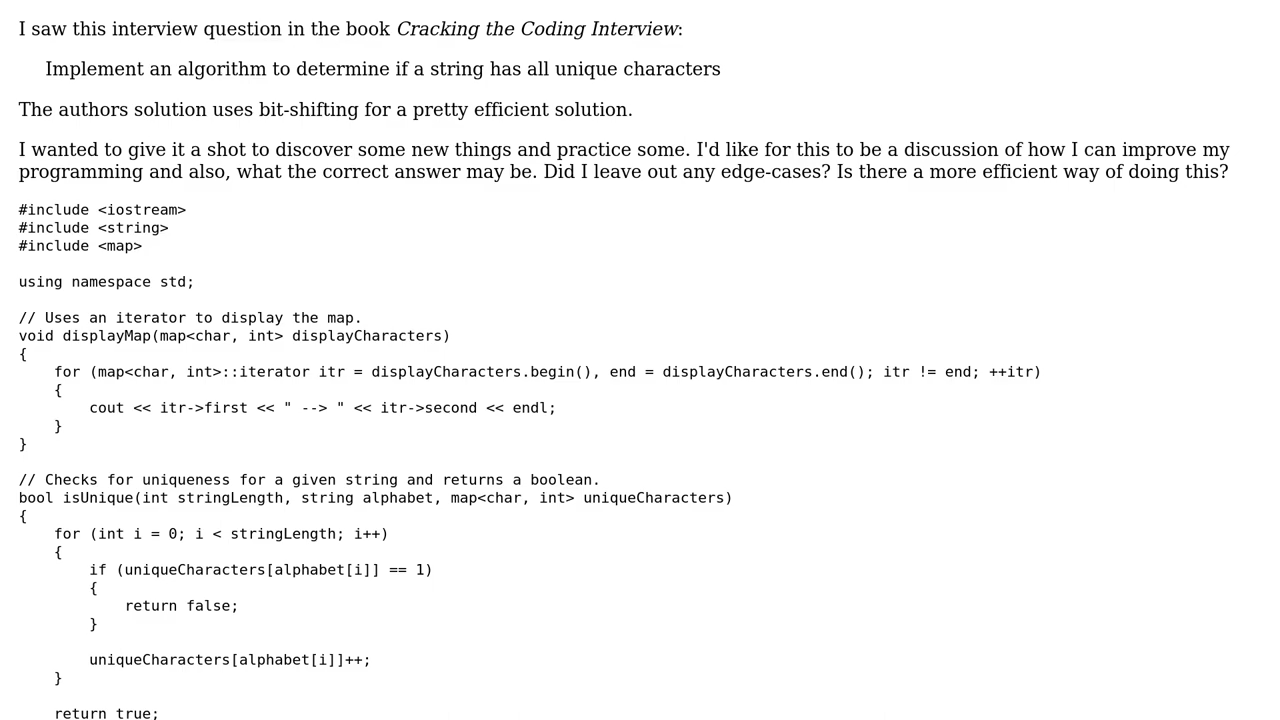 I saw this interview question in the book Cracking the Coding Interview:
Implement an algorithm to determine if a string has all unique characters
The authors solution uses bit-shifting for a pretty efficient solution.
I wanted to give it a shot to discover some new things and practice some. I'd like for this to be a discussion of how I can improve my
programming and also, what the correct answer may be. Did I leave out any edge-cases? Is there a more efficient way of doing this?
#include <iostream>
#include <string>
#include <map>
using namespace std;
// Uses an iterator to display the map.
void displayMap(map<char, int> displayCharacters)
{
    for (map<char, int>::iterator itr = displayCharacters.begin(), end = displayCharacters.end(); itr != end; ++itr)
    {
        cout << itr->first << " --> " << itr->second << endl;
    }
}
// Checks for uniqueness for a given string and returns a boolean.
bool isUnique(int stringLength, string alphabet, map<char, int> uniqueCharacters)
{
    for (int i = 0; i < stringLength; i++)
    {
        if (uniqueCharacters[alphabet[i]] == 1)
        {
            return false;
        }
        uniqueCharacters[alphabet[i]]++;
    }
    return true;